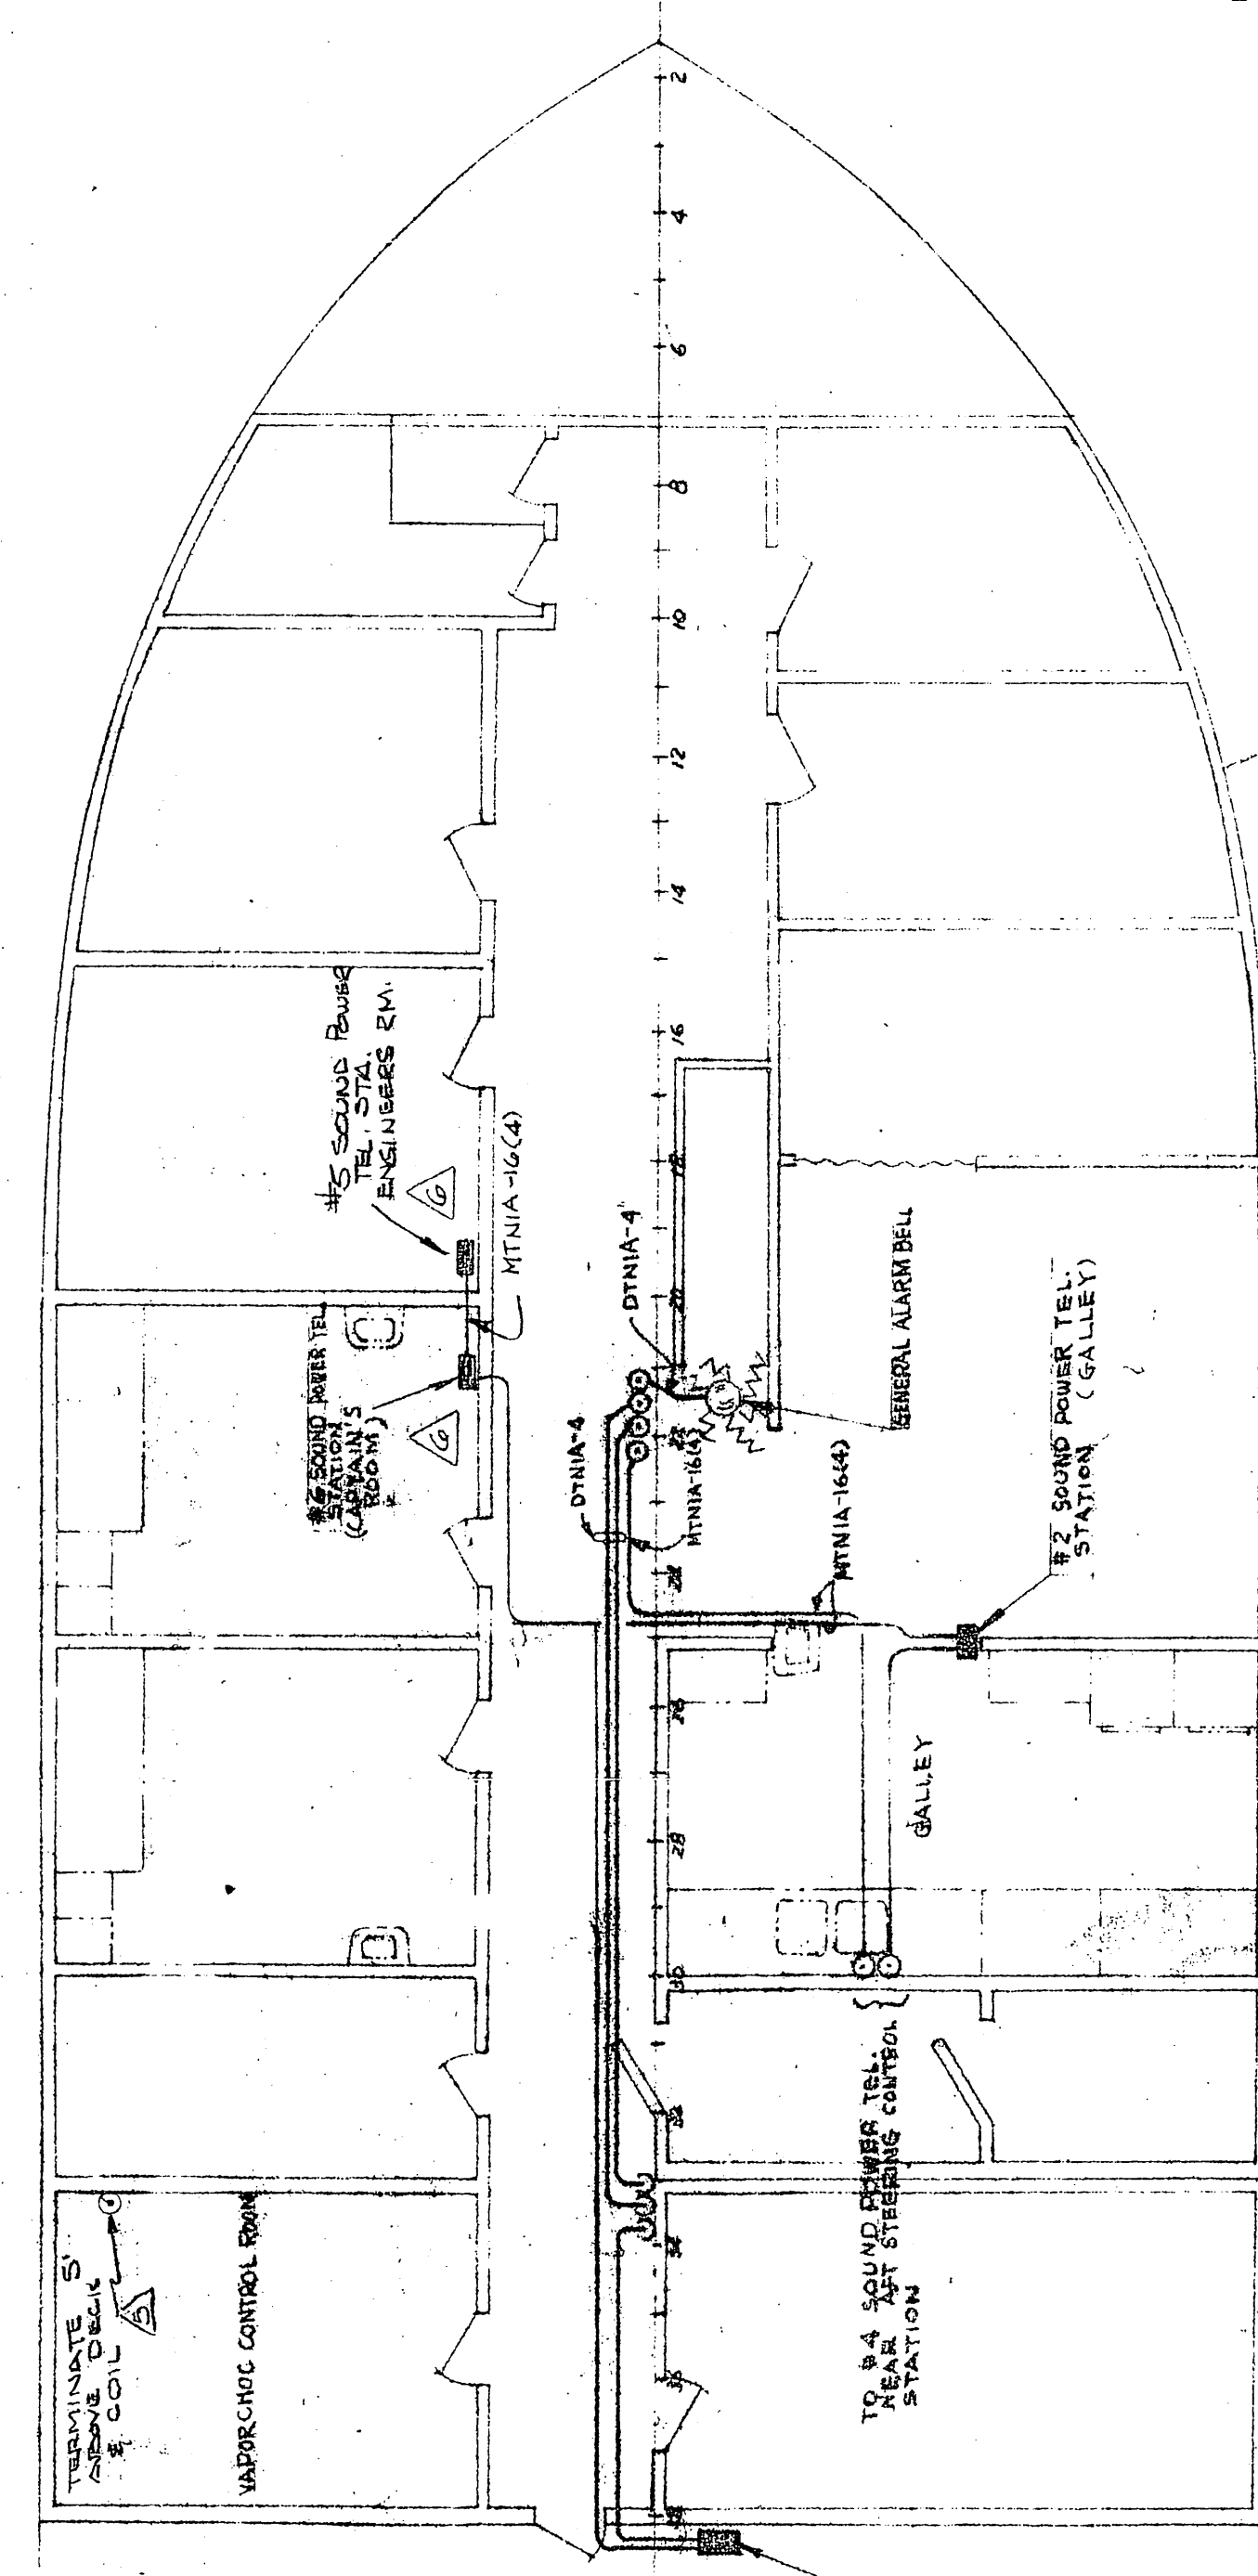 2
4
6
8
10
12
14
16
18
20
22
24
26
28
30
32
34
36
38
#5 SOUND POWER
TEL. STA.
ENGINEERS RM.
6
MTNIA-16(4)
#6 SOUND POWER TEL.
STATION
(CAPTAIN'S
ROOM)
6
DTNIA-4
DTNIA-4
MTNIA-16(4)
GENERAL ALARM BELL
MTNIA-16(4)
#2 SOUND POWER TEL.
STATION (GALLEY)
GALLEY
TO #4 SOUND POWER TEL.
NEAR AFT STEERING CONTROL
STATION
TERMINATE 5'
ABOVE DECK
& COIL
5
VAPORCHOC CONTROL ROOM